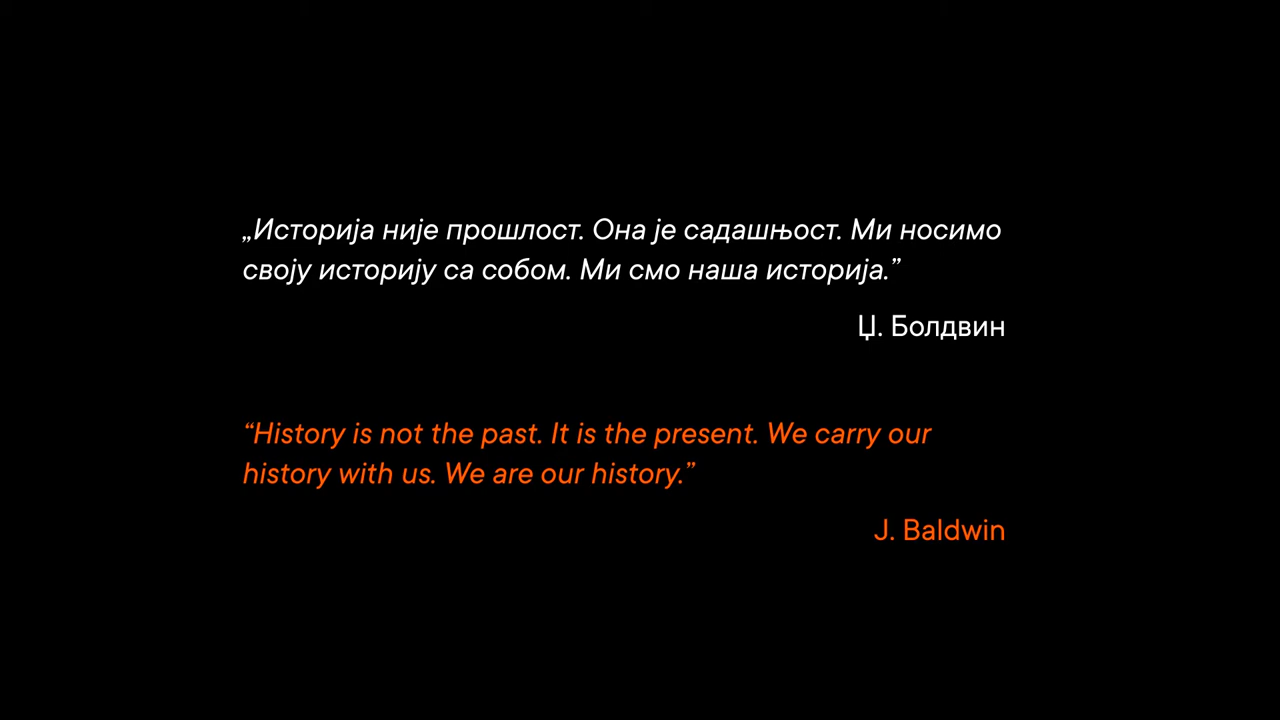 „Историја није прошлост. Она је садашњост. Ми носимо
своју историју са собом. Ми смо наша историја.”
Џ. Болдвин
“History is not the past. It is the present. We carry our
history with us. We are our history.”
J. Baldwin